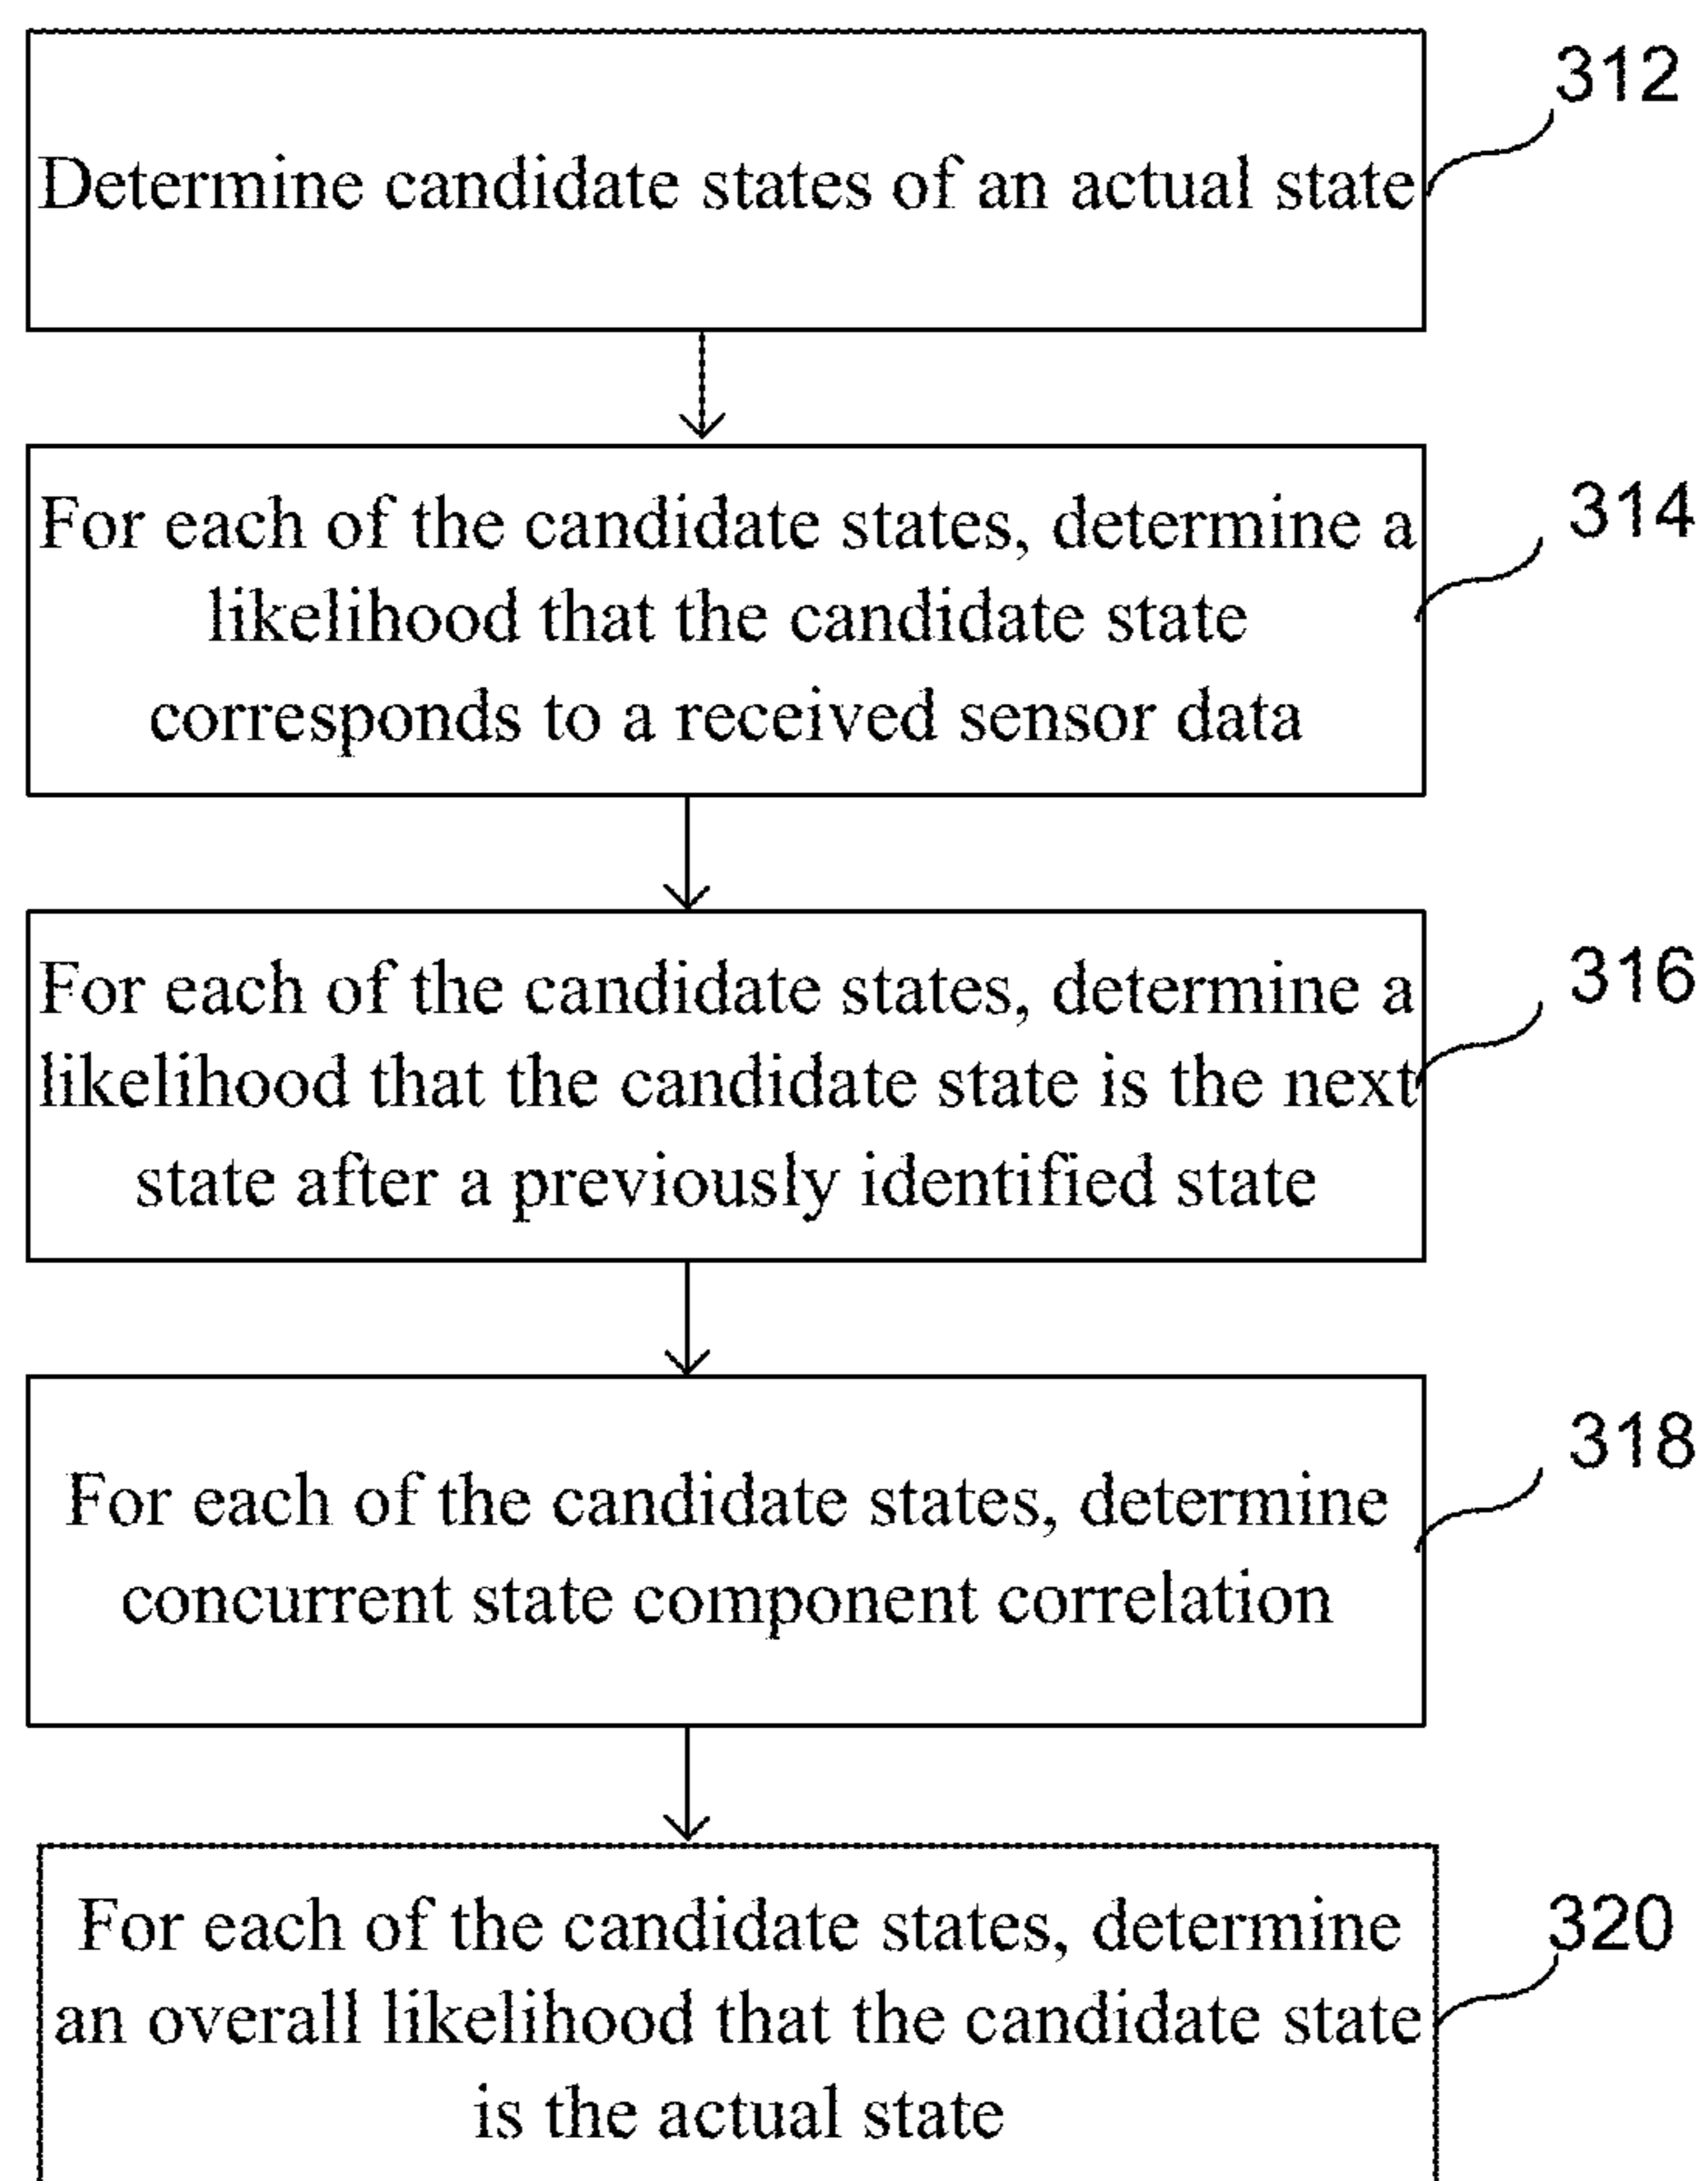 312
Determine candidate states of an actual state
314
For each of the candidate states, determine a
likelihood that the candidate state
corresponds to a received sensor data
316
For each of the candidate states, determine a
likelihood that the candidate state is the next
state after a previously identified state
318
For each of the candidate states, determine
concurrent state component correlation
320
For each of the candidate states, determine
an overall likelihood that the candidate state
is the actual state